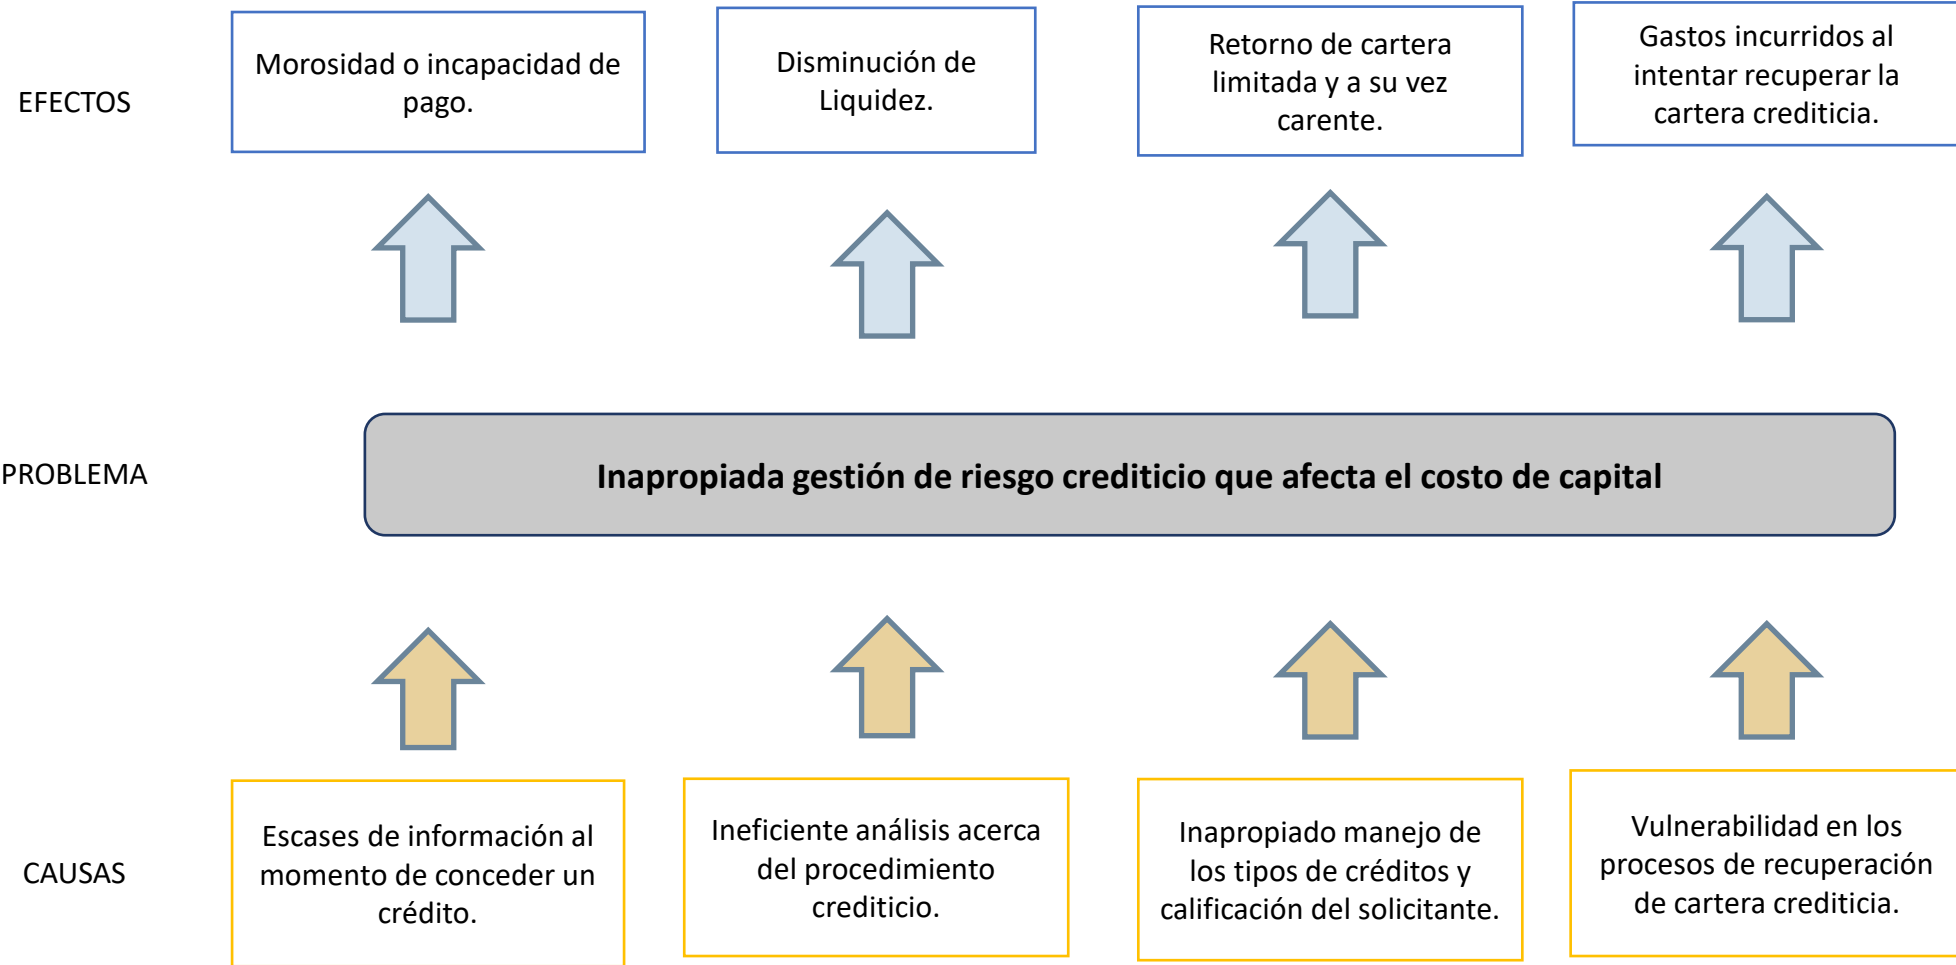 EFECTOS
Morosidad o incapacidad de
pago.
Disminución de
Liquidez.
Retorno de cartera
limitada y a su vez
carente.
Gastos incurridos al
intentar recuperar la
cartera crediticia.
PROBLEMA
Inapropiada gestión de riesgo crediticio que afecta el costo de capital
CAUSAS
Escases de información al
momento de conceder un
crédito.
Ineficiente análisis acerca
del procedimiento
crediticio.
Inapropiado manejo de
los tipos de créditos y
calificación del solicitante.
Vulnerabilidad en los
procesos de recuperación
de cartera crediticia.